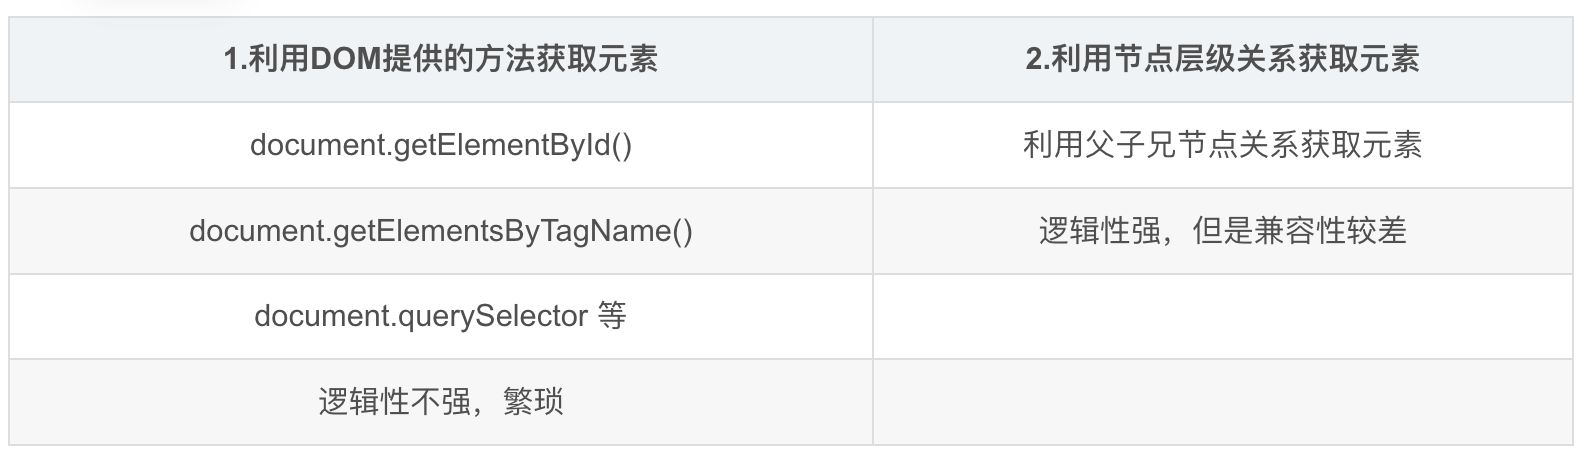 1.利用DOM提供的方法获取元素
2.利用节点层级关系获取元素
document.getElementById()
利用父子兄节点关系获取元素
document.getElementsByTagName()
逻辑性强，但是兼容性较差
document.querySelector 等
逻辑性不强，繁琐